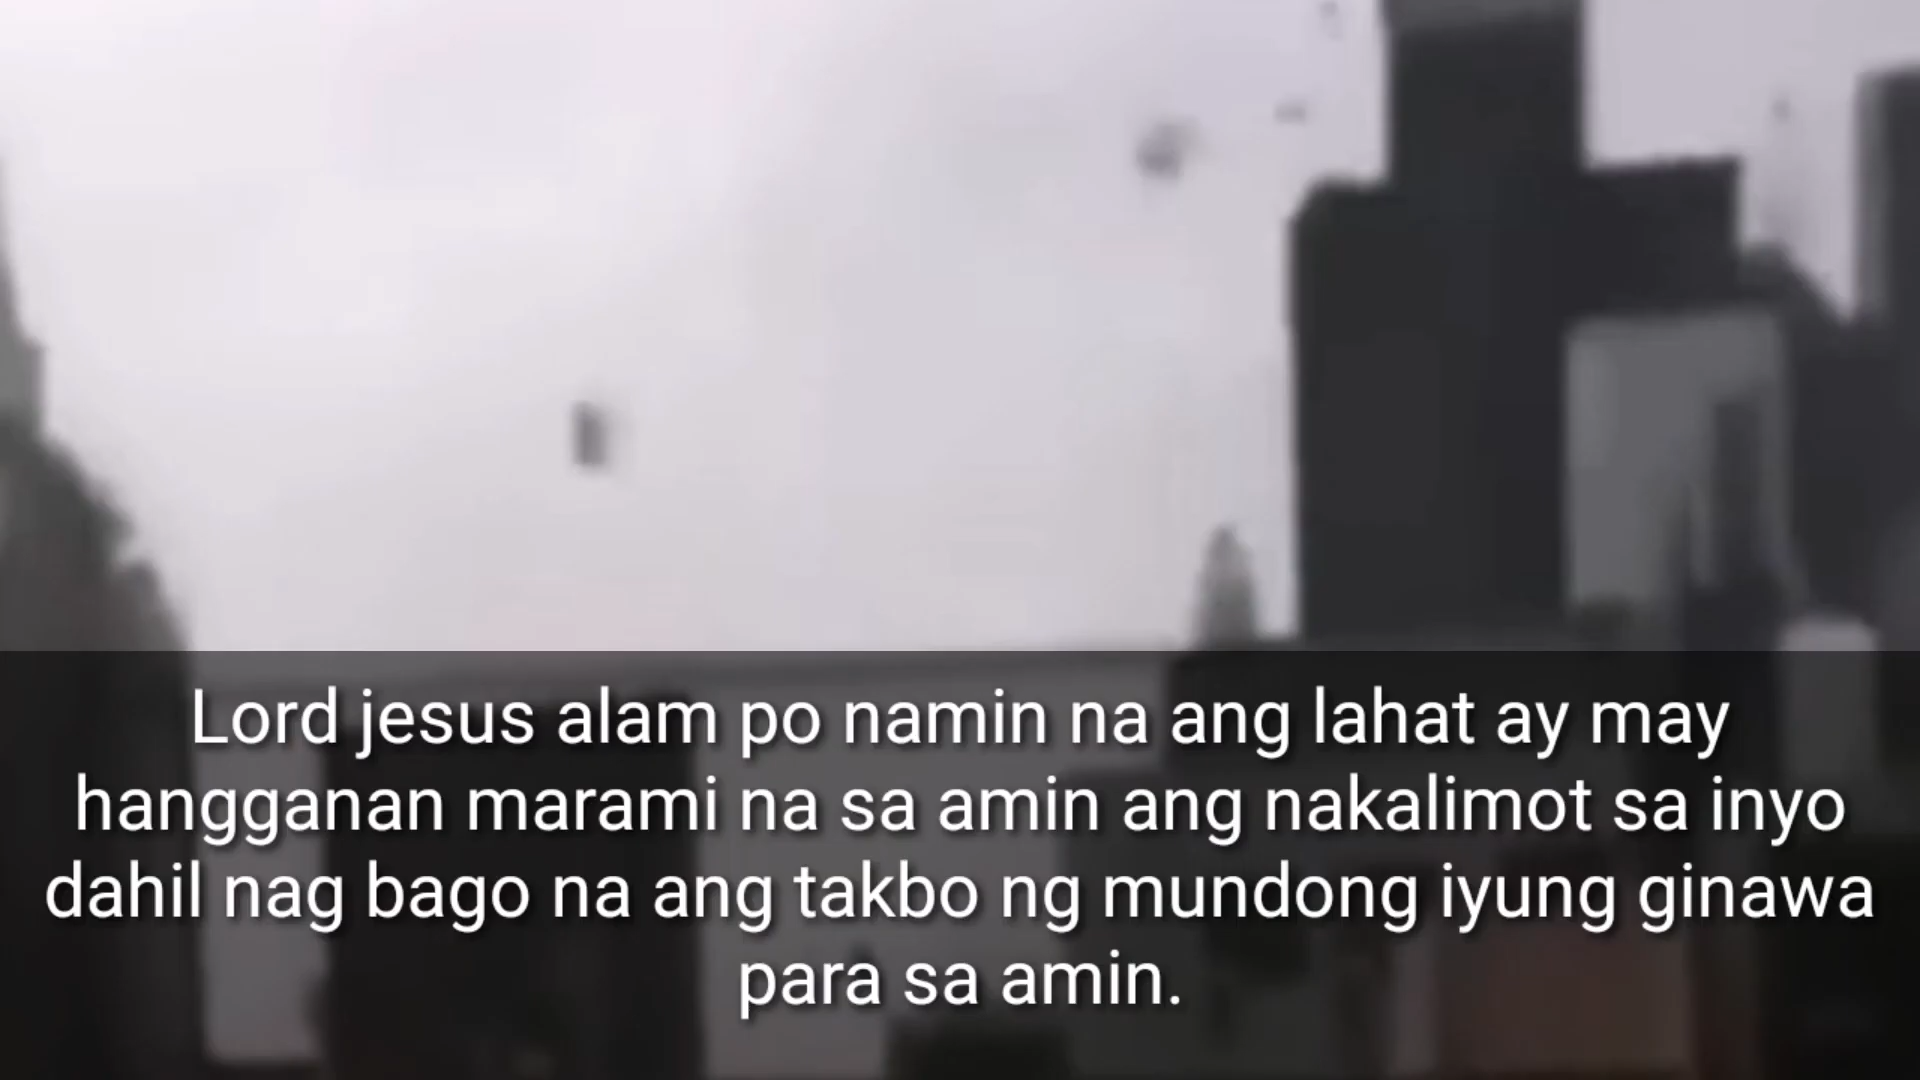 Lord jesus alam po namin na ang lahat ay may
hangganan marami na sa amin ang nakalimot sa inyo
dahil nag bago na ang takbo ng mundong iyung ginawa
para sa amin.